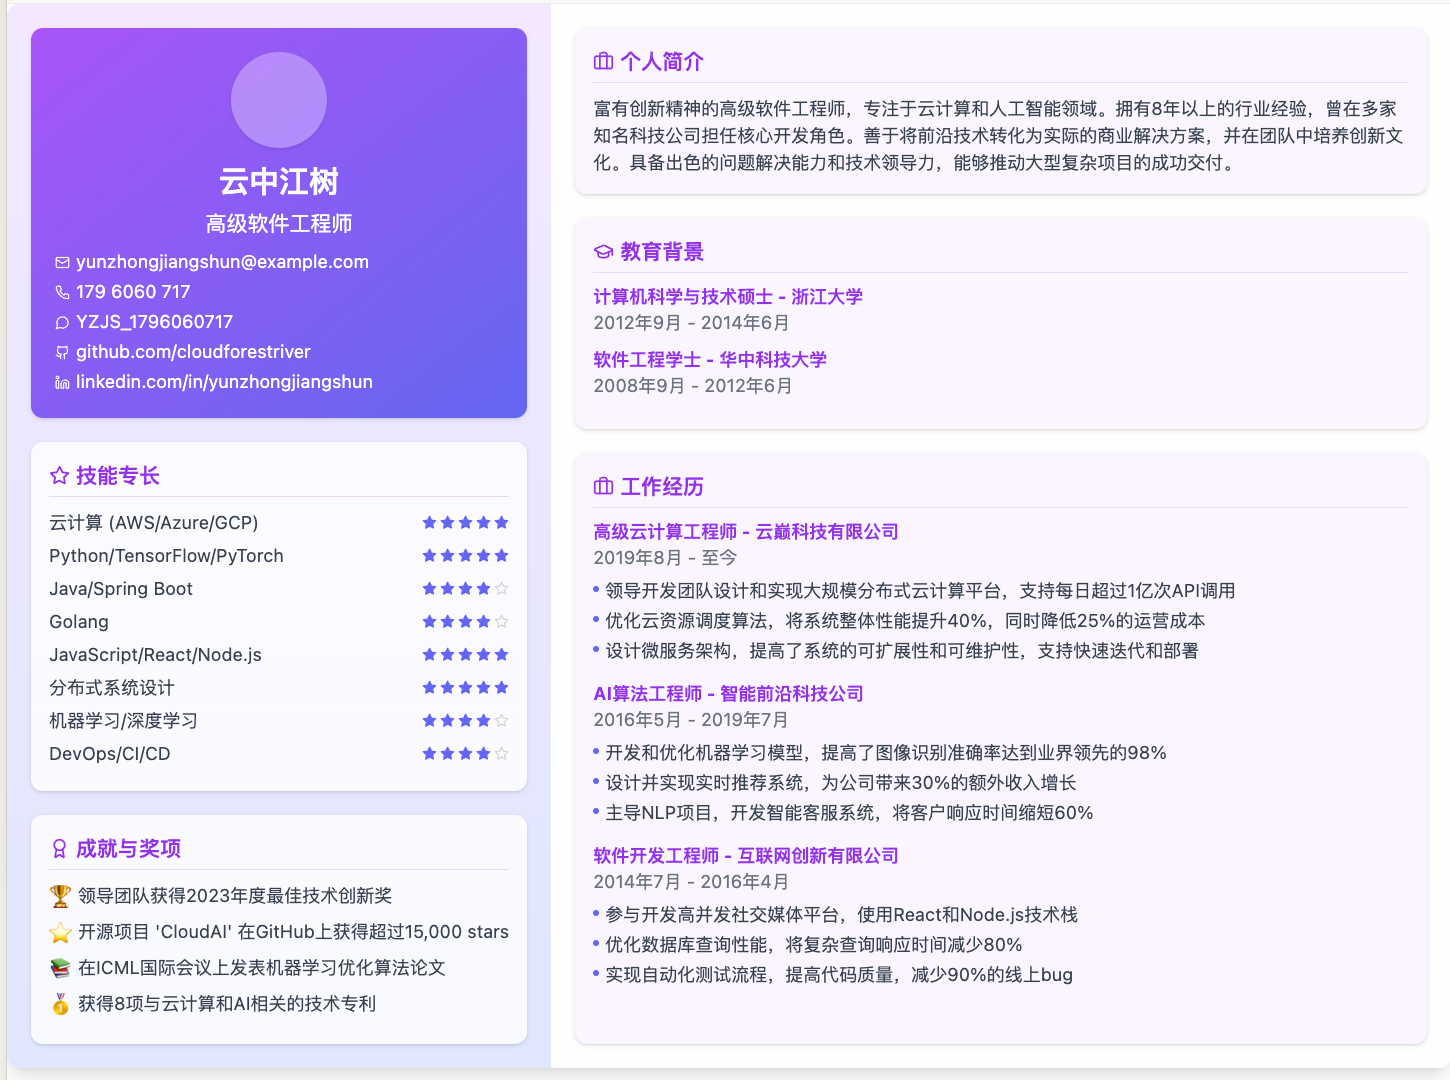 云中江树
高级软件工程师
yunzhongjiangshun@example.com
179 6060 717
YZJS_1796060717
github.com/cloudforestriver
linkedin.com/in/yunzhongjiangshun
技能专长
云计算 (AWS/Azure/GCP)
Python/TensorFlow/PyTorch
Java/Spring Boot
Golang
JavaScript/React/Node.js
分布式系统设计
机器学习/深度学习
DevOps/CI/CD
成就与奖项
领导团队获得2023年度最佳技术创新奖
开源项目 'CloudAI' 在GitHub上获得超过15,000 stars
在ICML国际会议上发表机器学习优化算法论文
获得8项与云计算和AI相关的技术专利
个人简介
富有创新精神的高级软件工程师，专注于云计算和人工智能领域。拥有8年以上的行业经验，曾在多家
知名科技公司担任核心开发角色。善于将前沿技术转化为实际的商业解决方案，并在团队中培养创新文
化。具备出色的问题解决能力和技术领导力，能够推动大型复杂项目的成功交付。
教育背景
计算机科学与技术硕士 - 浙江大学
2012年9月 - 2014年6月
软件工程学士 - 华中科技大学
2008年9月 - 2012年6月
工作经历
高级云计算工程师 - 云巅科技有限公司
2019年8月 - 至今
• 领导开发团队设计和实现大规模分布式云计算平台，支持每日超过1亿次API调用
• 优化云资源调度算法，将系统整体性能提升40%，同时降低25%的运营成本
• 设计微服务架构，提高了系统的可扩展性和可维护性，支持快速迭代和部署
AI算法工程师 - 智能前沿科技公司
2016年5月 - 2019年7月
• 开发和优化机器学习模型，提高了图像识别准确率达到业界领先的98%
• 设计并实现实时推荐系统，为公司带来30%的额外收入增长
• 主导NLP项目，开发智能客服系统，将客户响应时间缩短60%
软件开发工程师 - 互联网创新有限公司
2014年7月 - 2016年4月
• 参与开发高并发社交媒体平台，使用React和Node.js技术栈
• 优化数据库查询性能，将复杂查询响应时间减少80%
• 实现自动化测试流程，提高代码质量，减少90%的线上bug